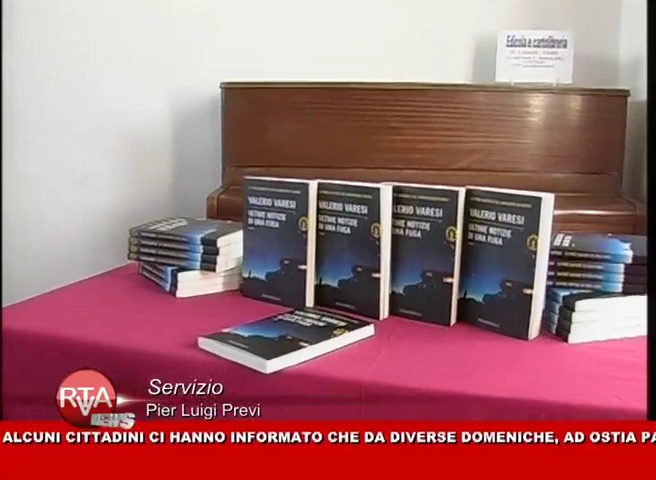 Edicola e cartolibreria
VALERIO VARESI
ULTIME NOTIZIE
DI UNA FUGA
VALERIO VARESI
ULTIME NOTIZIE
DI UNA FUGA
VALERIO VARESI
ULTIME NOTIZIE
DI UNA FUGA
VALERIO VARESI
ULTIME NOTIZIE
DI UNA FUGA
Servizio
Pier Luigi Previ
RTA
NEWS
ALCUNI CITTADINI CI HANNO INFORMATO CHE DA DIVERSE DOMENICHE, AD OSTIA PA